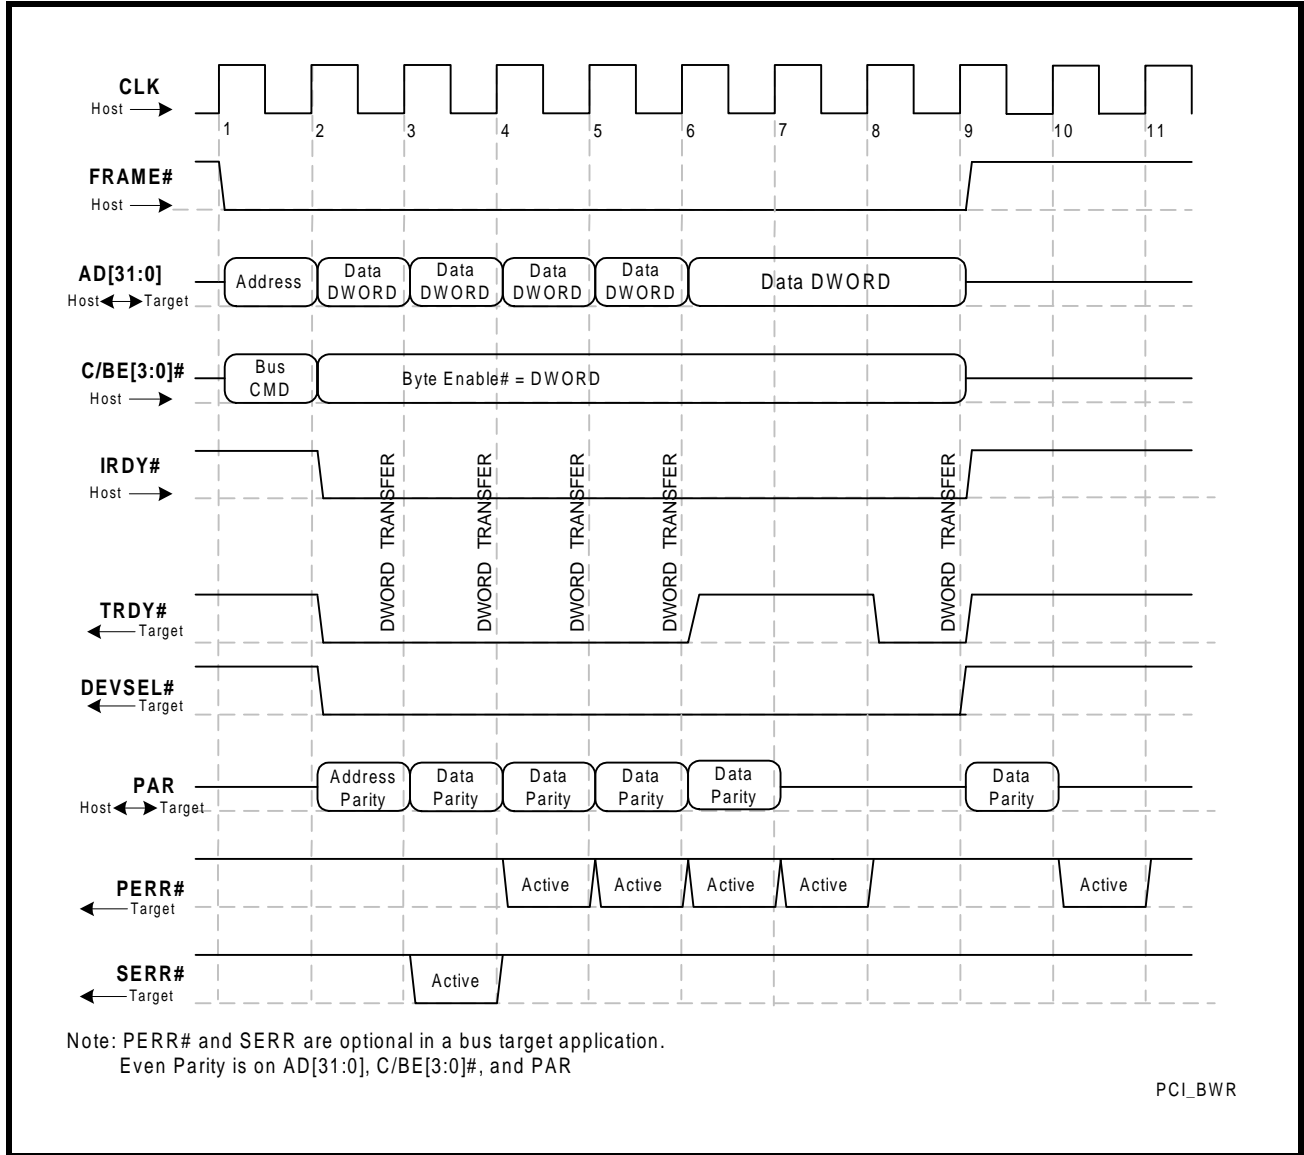 CLK
Host
1 2 3 4 5 6 7 8 9 10 11
FRAME#
Host
AD[31:0]
Host Target
Address
Data
DWORD
Data
DWORD
Data
DWORD
Data
DWORD
Data DWORD
C/BE[3:0]#
Host
Bus
CMD
Byte Enable# = DWORD
IRDY#
Host
DWORD TRANSFER
DWORD TRANSFER
DWORD TRANSFER
DWORD TRANSFER
DWORD TRANSFER
TRDY#
Target
DEVSEL#
Target
PAR
Host Target
Address
Parity
Data
Parity
Data
Parity
Data
Parity
Data
Parity
Data
Parity
PERR#
Target
Active
Active
Active
Active
Active
SERR#
Target
Active
Note: PERR# and SERR are optional in a bus target application.
Even Parity is on AD[31:0], C/BE[3:0]#, and PAR
PCI_BWR